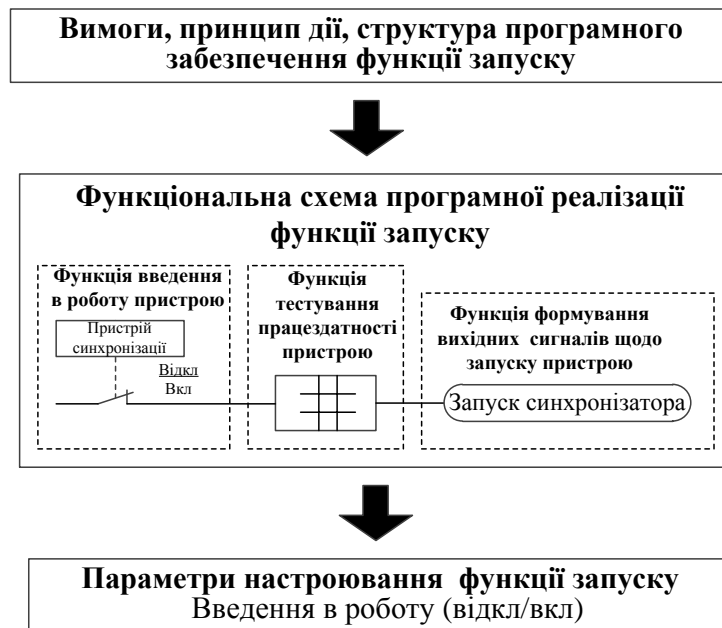 Вимоги, принцип дії, структура програмного
забезпечення функції запуску
Функціональна схема програмної реалізації
функції запуску
Функція введення
в роботу пристрою
Пристрій
синхронізації
Відкл
Вкл
Функція
тестування
працездатності
пристрою
Функція формування
вихідних сигналів щодо
запуску пристрою
Запуск синхронізатора
Параметри настроювання функції запуску
Введення в роботу (відкл/вкл)